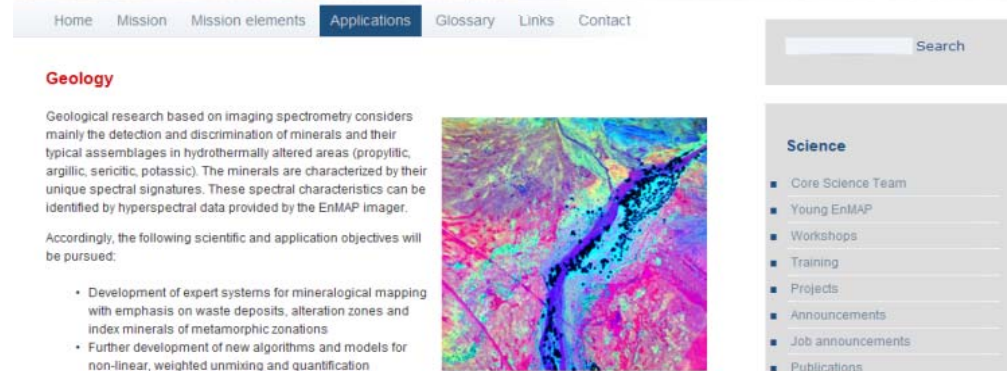 Home Mission Mission elements Applications Glossary Links Contact
Search
Geology
Geological research based on imaging spectrometry considers
mainly the detection and discrimination of minerals and their
typical assemblages in hydrothermally altered areas (propylitic,
argillic, sericitic, potassic). The minerals are characterized by their
unique spectral signatures. These spectral characteristics can be
identified by hyperspectral data provided by the EnMAP imager.
Accordingly, the following scientific and application objectives will
be pursued:
• Development of expert systems for mineralogical mapping
with emphasis on waste deposits, alteration zones and
index minerals of metamorphic zonations
• Further development of new algorithms and models for
non-linear, weighted unmixing and quantification
Science
Core Science Team
Young EnMAP
Workshops
Training
Projects
Announcements
Job announcements
Publications